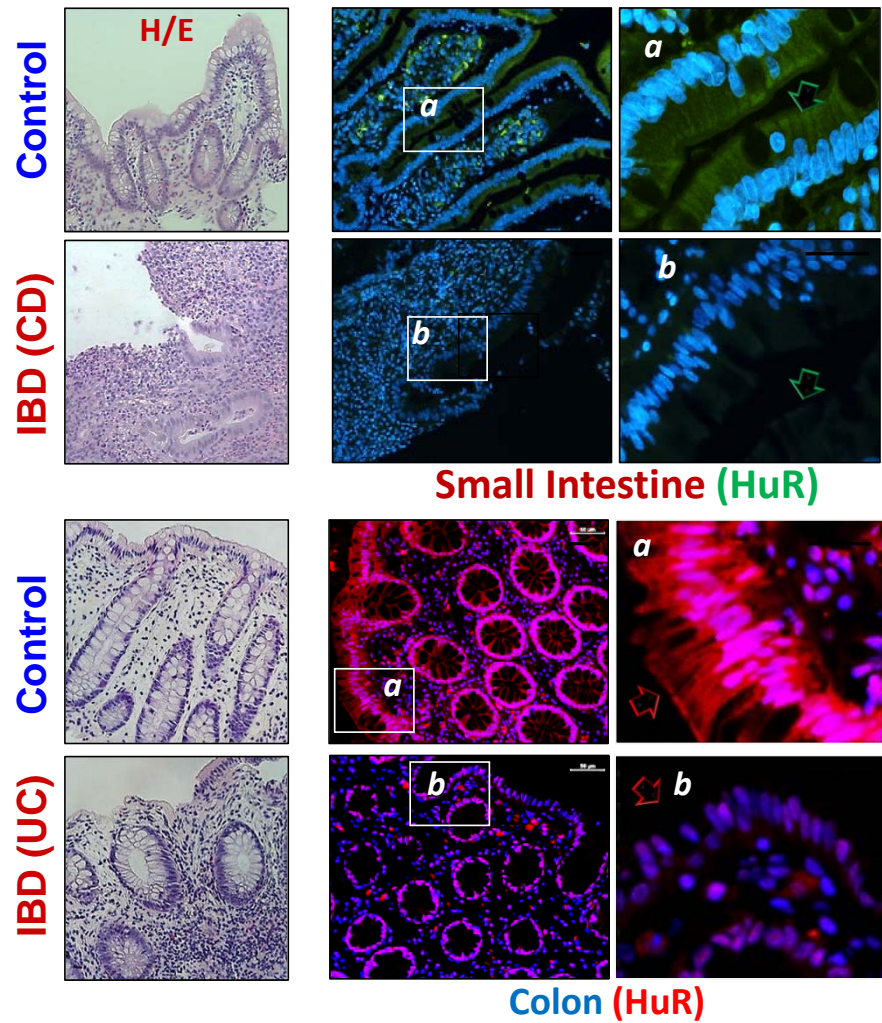 Control
H/E
a
a
IBD (CD)
b
b
Small Intestine (HuR)
Control
a
a
IBD (UC)
b
b
Colon (HuR)